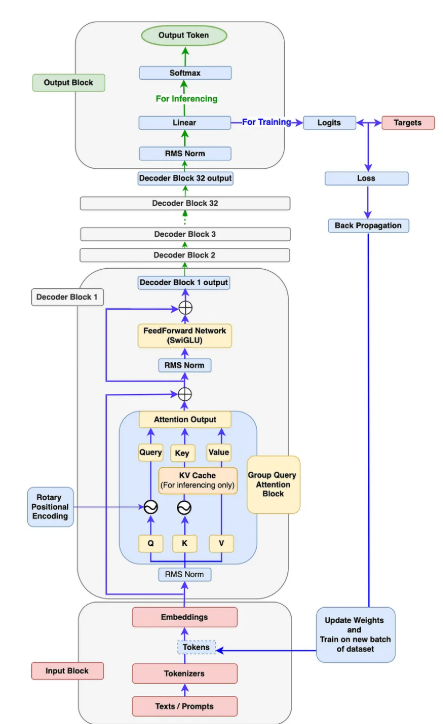 Output Token
Output Block
Softmax
For Inferencing
Linear
For Training
Logits
Targets
RMS Norm
Loss
Decoder Block 32 output
Decoder Block 32
Back Propagation
Decoder Block 3
Decoder Block 2
Decoder Block 1 output
Decoder Block 1
FeedForward Network
(SwiGLU)
RMS Norm
Attention Output
Query
Key
Value
KV Cache
(For inferencing only)
Group Query
Attention
Block
Rotary
Positional
Encoding
Q
K
V
RMS Norm
Embeddings
Update Weights
and
Train on new batch
of dataset
Tokens
Input Block
Tokenizers
Texts / Prompts